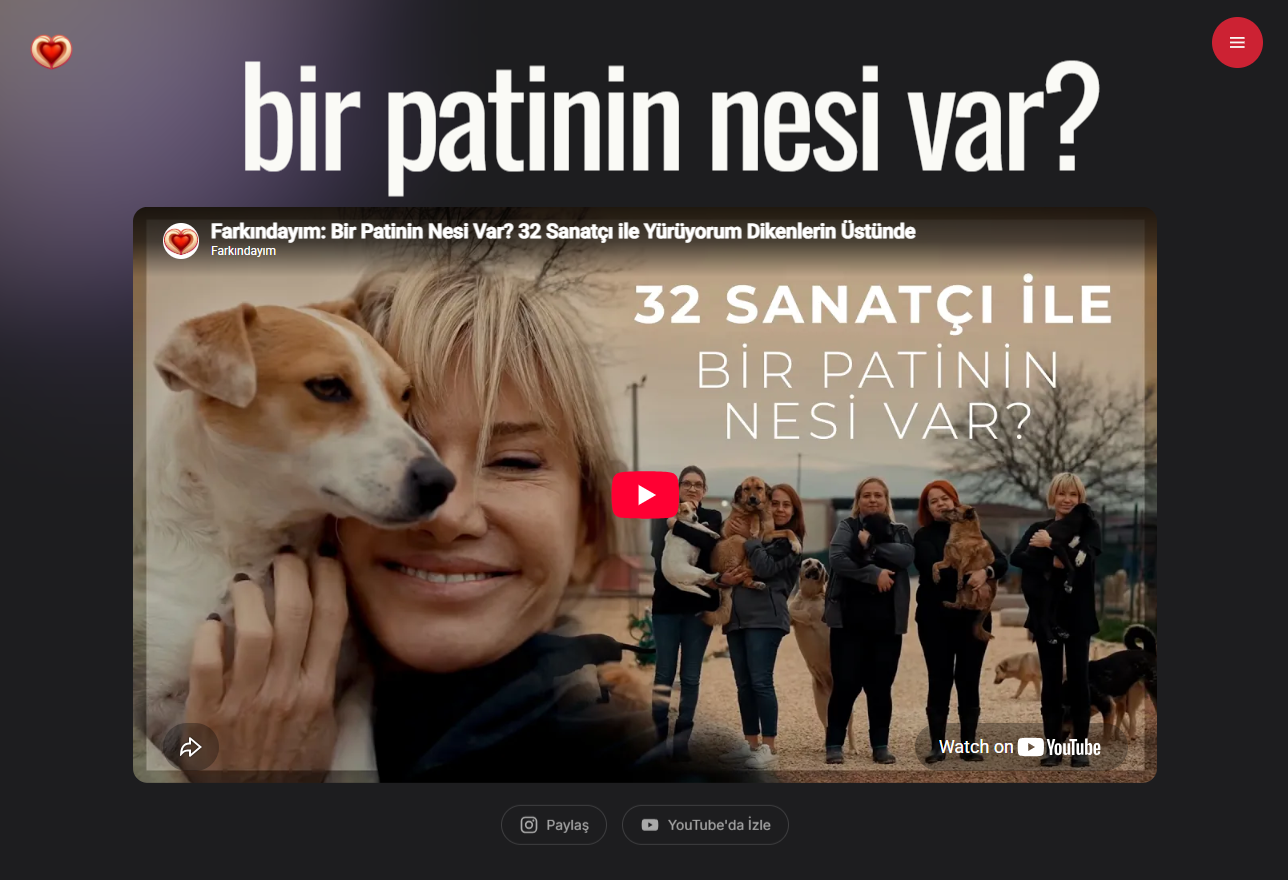 bir patinin nesi var?
Farkındayım: Bir Patinin Nesi Var? 32 Sanatçı ile Yürüyorum Dikenlerin Üstünde
Farkındayım
32 SANATÇI İLE
BİR PATİNİN
NESİ VAR?
Watch on YouTube
Paylaş
YouTube'da İzle